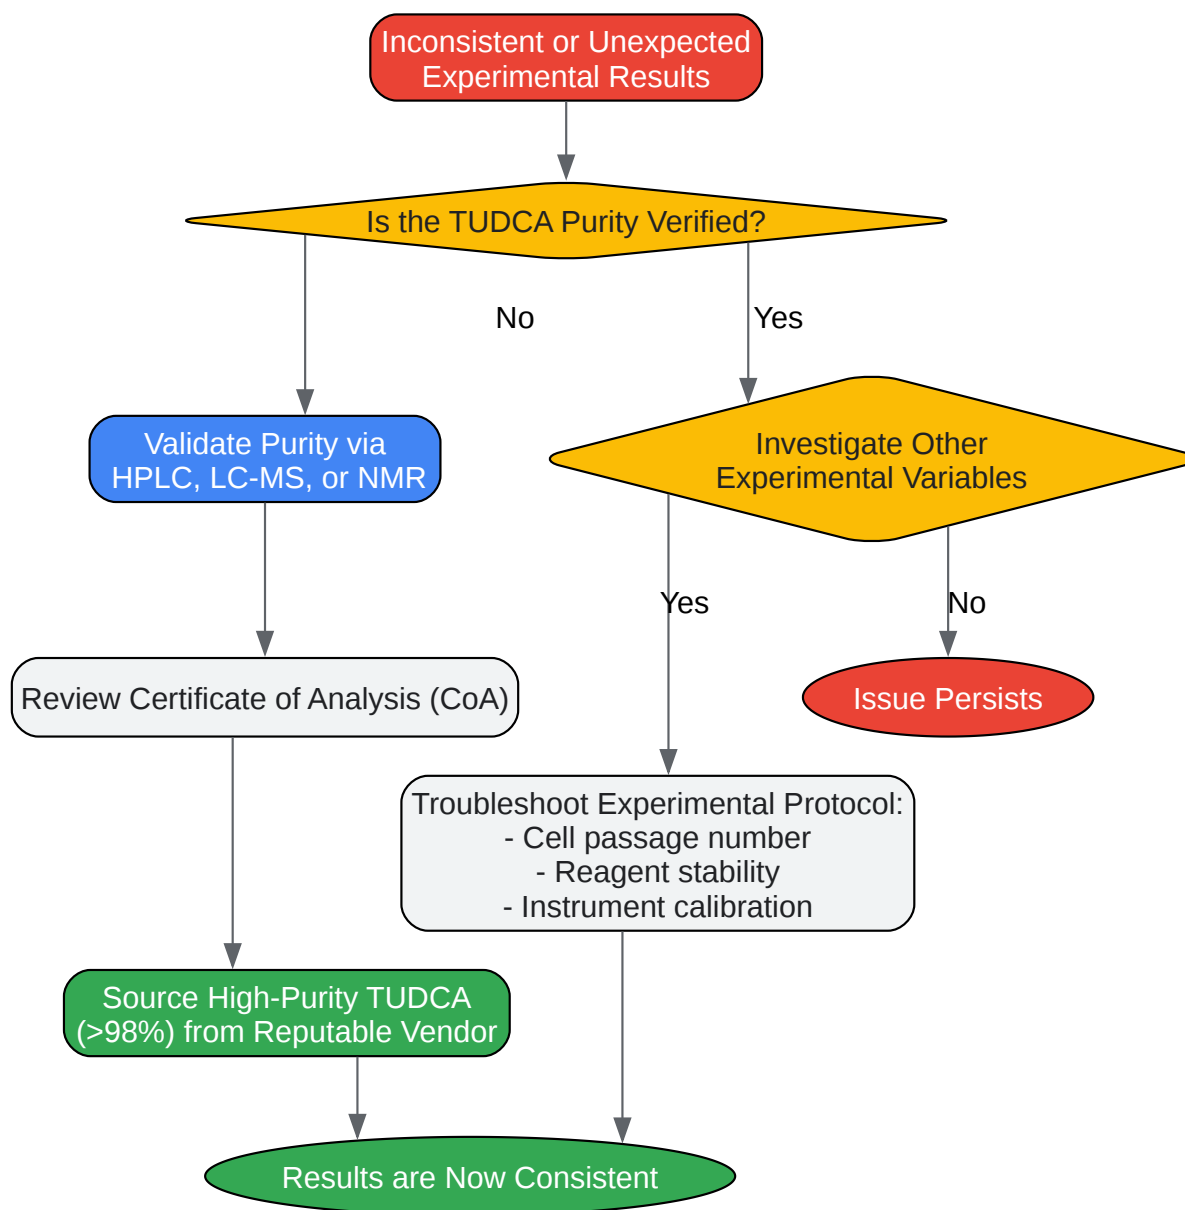 Inconsistent or Unexpected
Experimental Results
Is the TUDCA Purity Verified?
No
Yes
Validate Purity via
HPLC, LC-MS, or NMR
Investigate Other
Experimental Variables
Yes
No
Review Certificate of Analysis (CoA)
Issue Persists
Troubleshoot Experimental Protocol:
- Cell passage number
- Reagent stability
- Instrument calibration
Source High-Purity TUDCA
(>98%) from Reputable Vendor
Results are Now Consistent